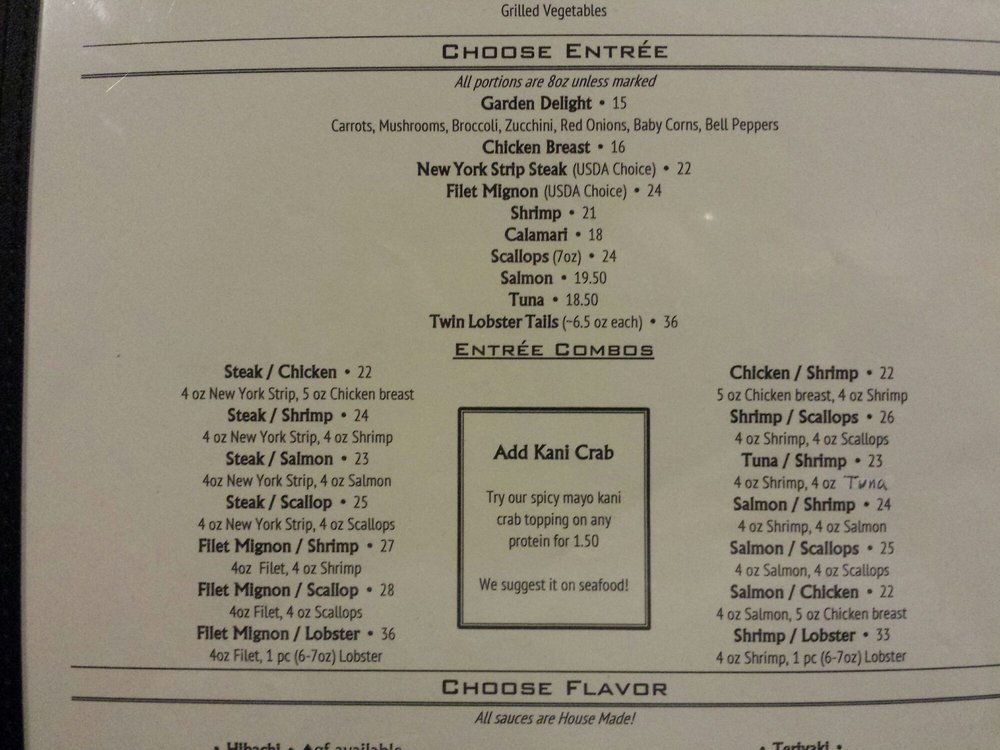 Grilled Vegetables
CHOOSE ENTRÉE
All portions are 8oz unless marked
Garden Delight • 15
Carrots, Mushrooms, Broccoli, Zucchini, Red Onions, Baby Corns, Bell Peppers
Chicken Breast • 16
New York Strip Steak (USDA Choice) • 22
Filet Mignon (USDA Choice) • 24
Shrimp • 21
Calamari • 18
Scallops (7oz) • 24
Salmon • 19.50
Tuna • 18.50
Twin Lobster Tails (~6.5 oz each) • 36
ENTRÉE COMBOS
Steak / Chicken • 22
4 oz New York Strip, 5 oz Chicken breast
Steak / Shrimp • 24
4 oz New York Strip, 4 oz Shrimp
Steak / Salmon • 23
4oz New York Strip, 4 oz Salmon
Steak / Scallop • 25
4 oz New York Strip, 4 oz Scallops
Filet Mignon / Shrimp • 27
4oz Filet, 4 oz Shrimp
Filet Mignon / Scallop • 28
4oz Filet, 4 oz Scallops
Filet Mignon / Lobster • 36
4oz Filet, 1 pc (6-7oz) Lobster
Add Kani Crab
Try our spicy mayo kani
crab topping on any
protein for 1.50
We suggest it on seafood!
Chicken / Shrimp • 22
5 oz Chicken breast, 4 oz Shrimp
Shrimp / Scallops • 26
4 oz Shrimp, 4 oz Scallops
Tuna / Shrimp • 23
4 oz Shrimp, 4 oz Tuna
Salmon / Shrimp • 24
4 oz Shrimp, 4 oz Salmon
Salmon / Scallops • 25
4 oz Salmon, 4 oz Scallops
Salmon / Chicken • 22
4 oz Salmon, 5 oz Chicken breast
Shrimp / Lobster • 33
4 oz Shrimp, 1 pc (6-7oz) Lobster
CHOOSE FLAVOR
All sauces are House Made!
• Hibachi • gf available
• Teriyaki •